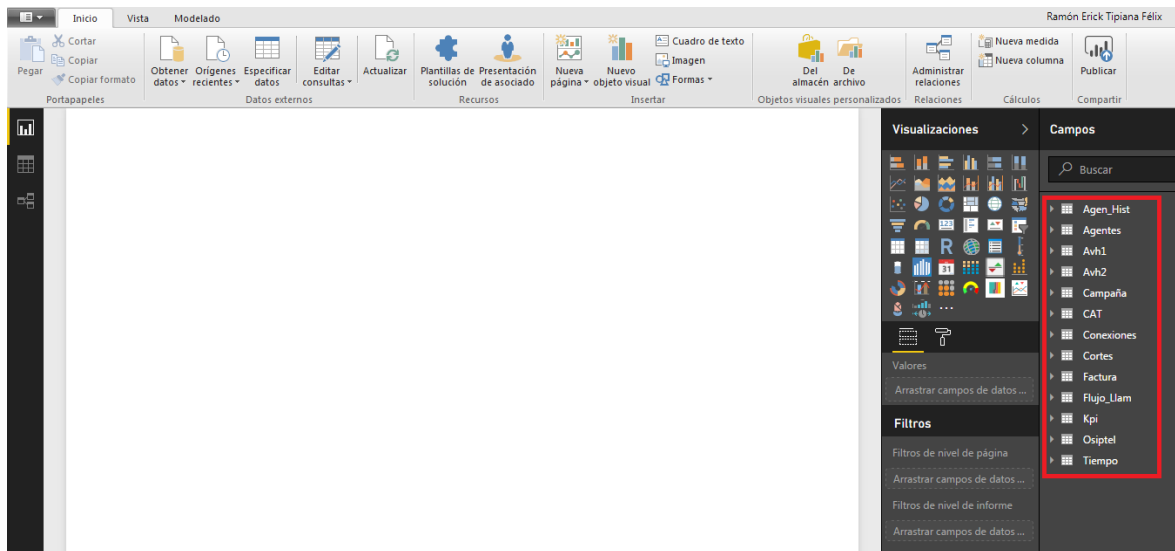 Inicio Vista Modelado Ramón Erick Tipiana Félix
Pegar
Cortar
Copiar
Copiar formato
Portapapeles
Obtener datos
Orígenes recientes
Especificar datos
Editar consultas
Actualizar
Datos externos
Plantillas de solución
Presentación de asociado
Recursos
Nueva página
Nuevo objeto visual
Cuadro de texto
Imagen
Formas
Insertar
Del almacén
De archivo
Objetos visuales personalizados
Administrar relaciones
Relaciones
Nueva medida
Nueva columna
Cálculos
Publicar
Compartir
Visualizaciones
123
R
31
Valores
Arrastrar campos de datos ...
Filtros
Filtros de nivel de página
Arrastrar campos de datos ...
Filtros de nivel de informe
Arrastrar campos de datos ...
Campos
Buscar
Agen_Hist
Agentes
Avh1
Avh2
Campaña
CAT
Conexiones
Cortes
Factura
Flujo_Llam
Kpi
Osiptel
Tiempo